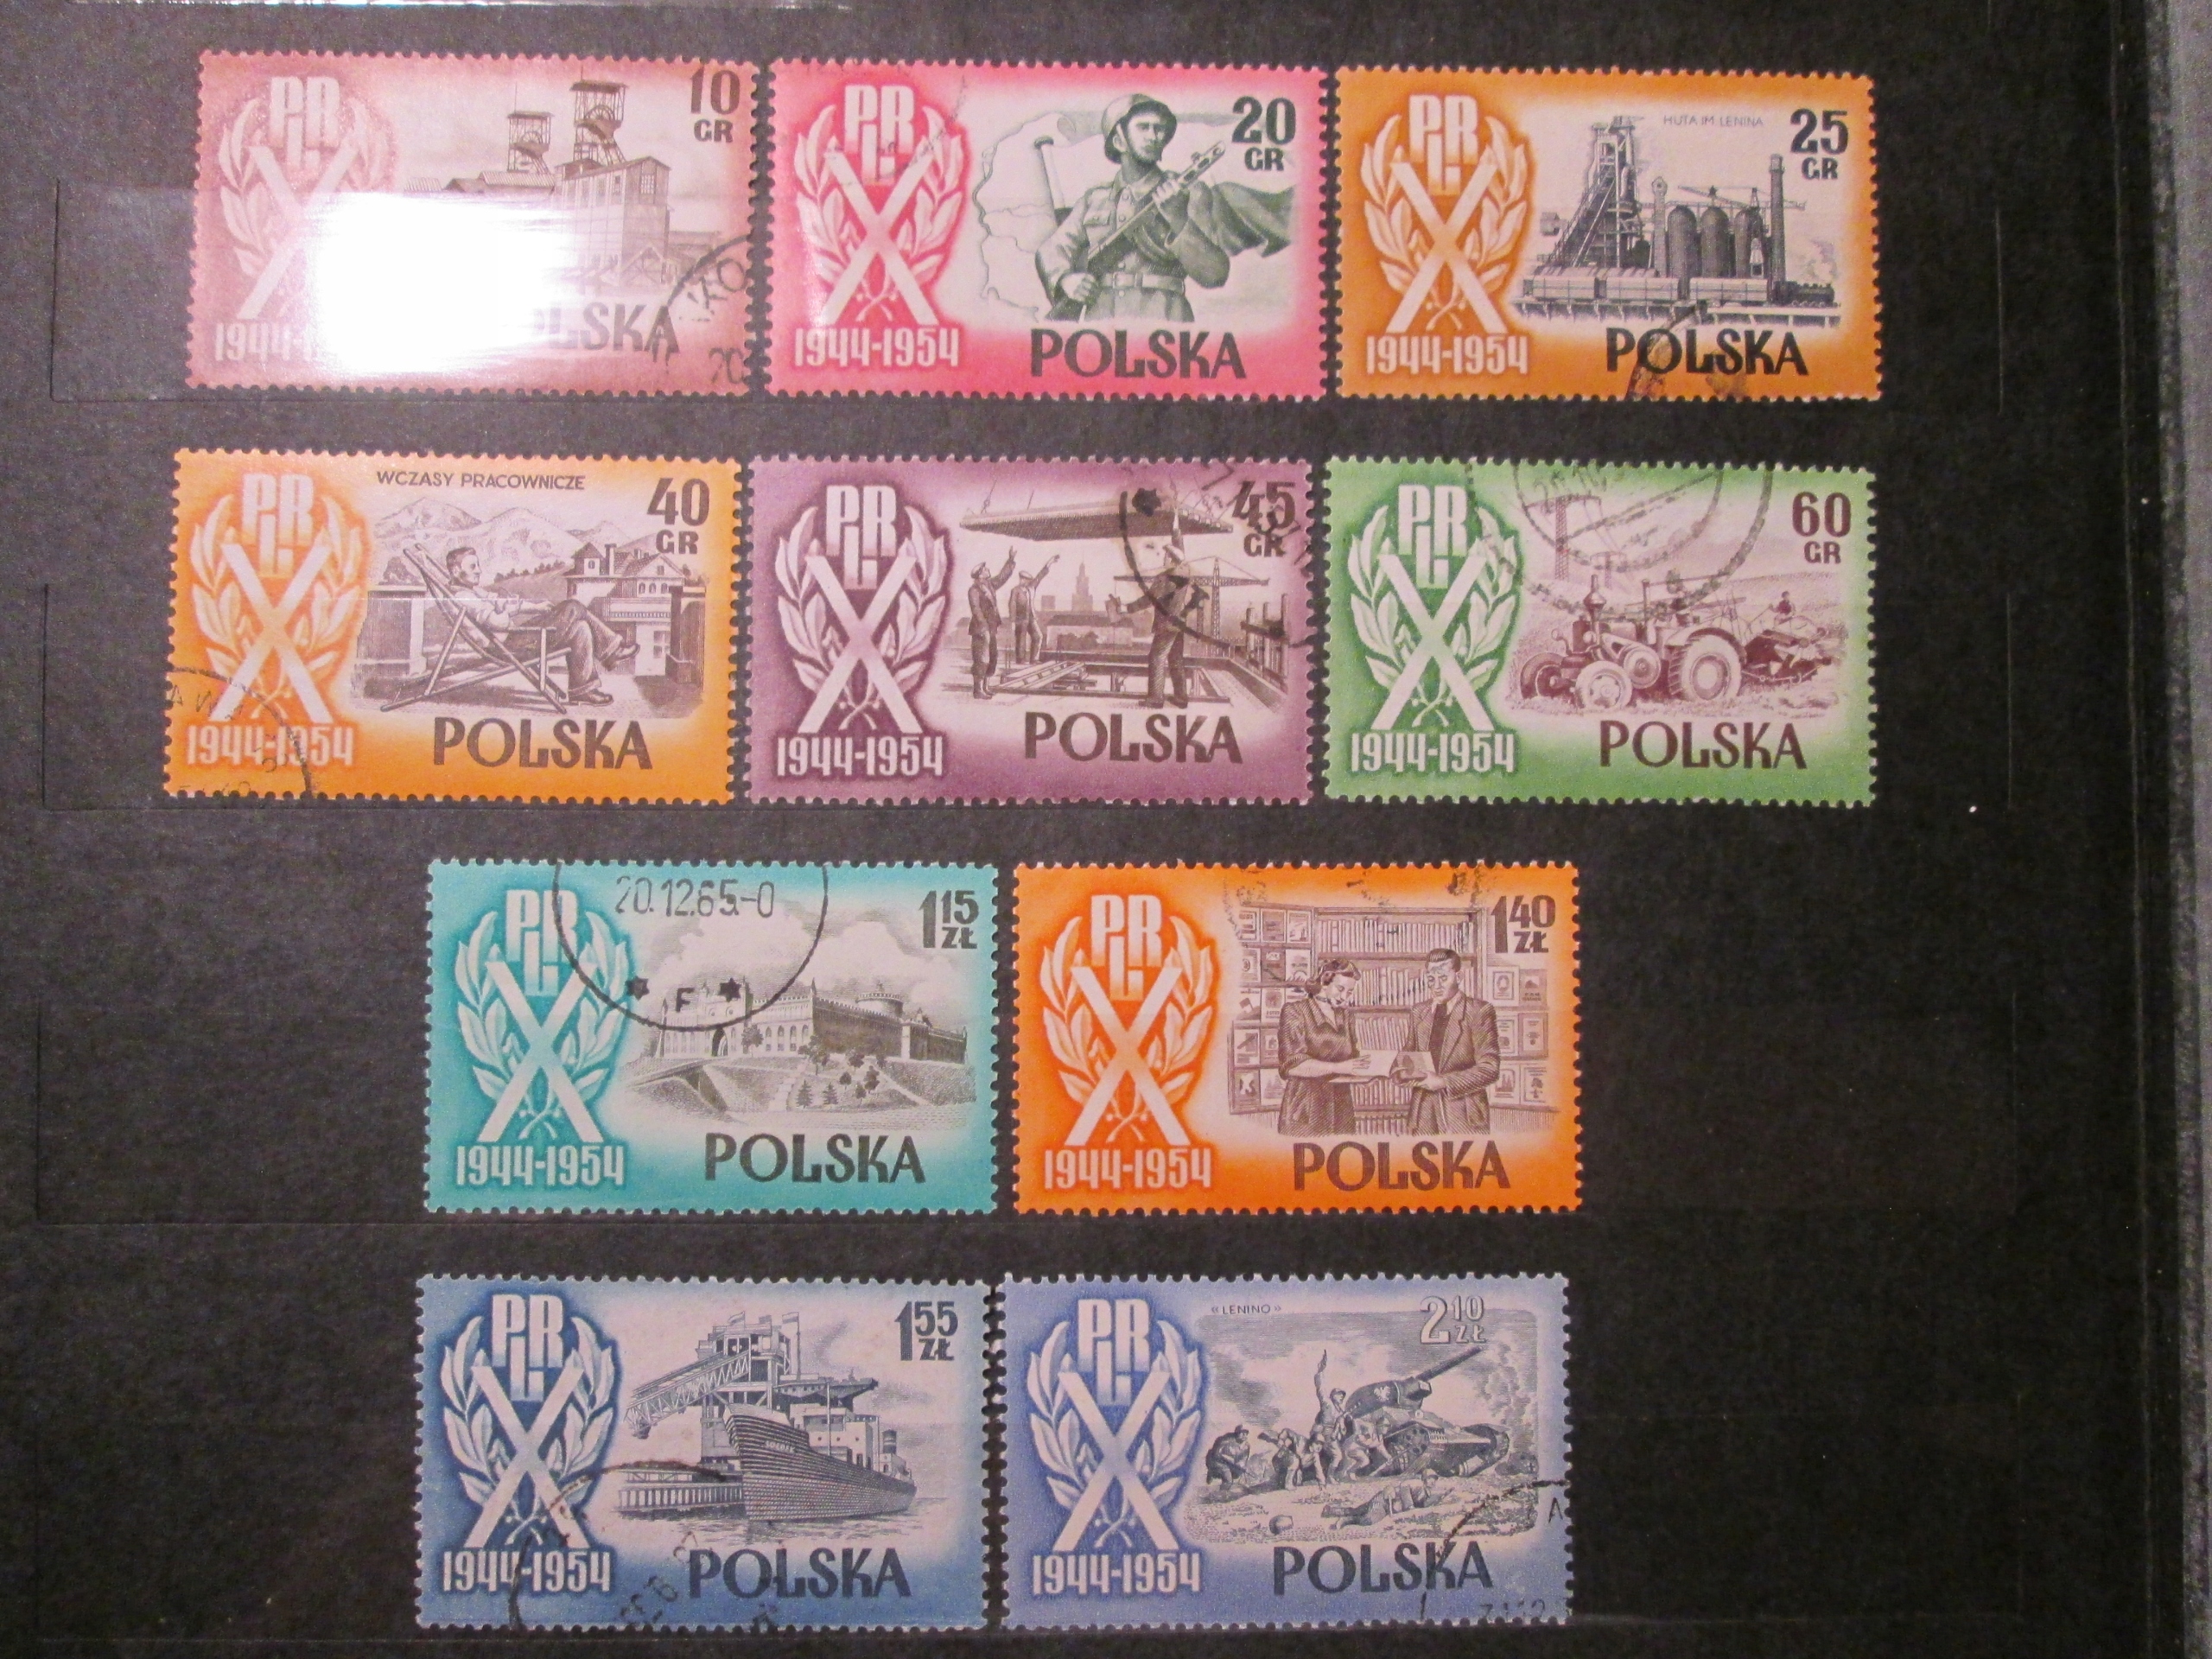 PRL
10
GR
1944-1
POLSKA
20
PRL
20
GR
1944-1954
POLSKA
PRL
HUTA IM. LENINA
25
GR
1944-1954
POLSKA
PRL
WCZASY PRACOWNICZE
40
GR
1944-1954
POLSKA
PRL
45
GR
1944-1954
POLSKA
PRL
60
GR
1944-1954
POLSKA
PRL
20.12.65.-0
F
1 15
ZŁ
1944-1954
POLSKA
PRL
1 40
ZŁ
1944-1954
POLSKA
PRL
1 55
ZŁ
SOŁDEK
1944-1954
POLSKA
PRL
«LENINO»
2 10
ZŁ
A
1944-1954
POLSKA